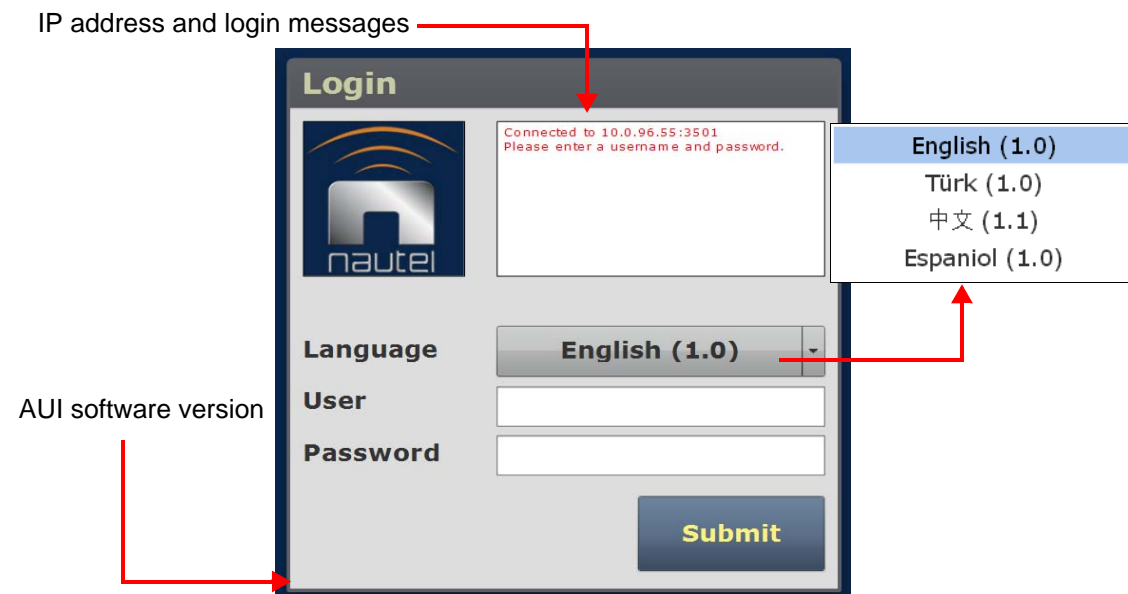 IP address and login messages
Login
Connected to 10.0.96.55:3501
Please enter a username and password.
nautel
English (1.0)
Türk (1.0)
中文 (1.1)
Espaniol (1.0)
Language
English (1.0)
AUI software version
User
Password
Submit